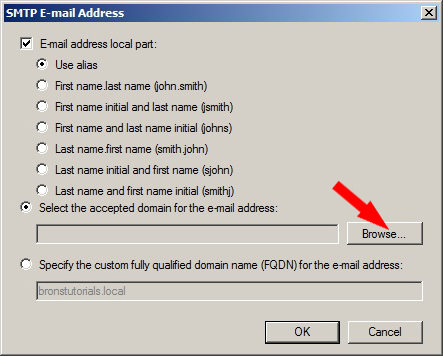 SMTP E-mail Address
E-mail address local part:
Use alias
First name.last name (john.smith)
First name initial and last name (jsmith)
First name and last name initial (johns)
Last name.first name (smith.john)
Last name initial and first name (sjohn)
Last name and first name initial (smithj)
Select the accepted domain for the e-mail address:
Browse...
Specify the custom fully qualified domain name (FQDN) for the e-mail address:
bronstutorials.local
OK Cancel